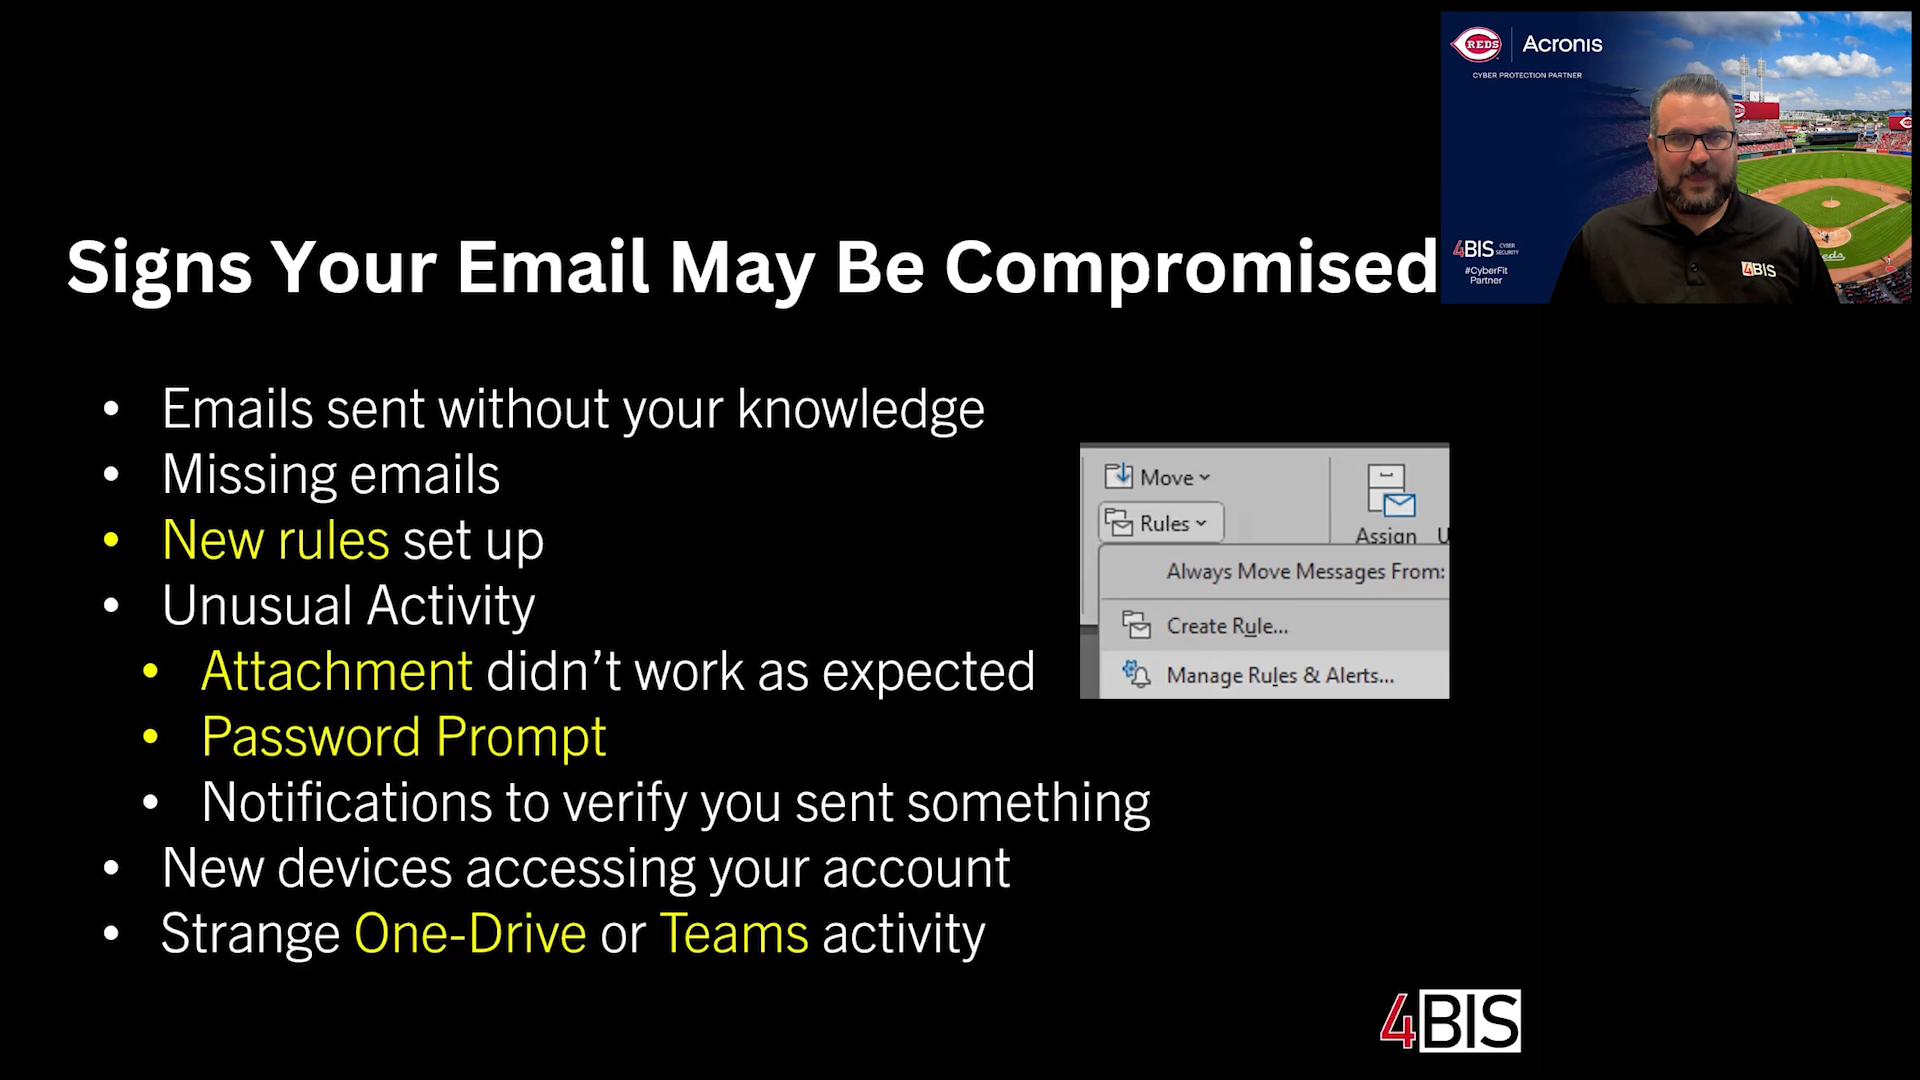 REDS
Acronis
CYBER PROTECTION PARTNER
4BIS CYBER SECURITY
#CyberFit
Partner
4BIS
Signs Your Email May Be Compromised
• Emails sent without your knowledge
• Missing emails
• New rules set up
• Unusual Activity
• Attachment didn’t work as expected
• Password Prompt
• Notifications to verify you sent something
• New devices accessing your account
• Strange One-Drive or Teams activity
Move
Rules
Assign U
Always Move Messages From:
Create Rule...
Manage Rules & Alerts...
4BIS